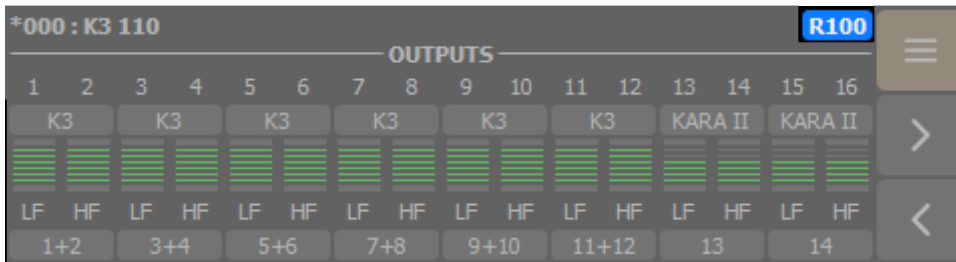 *000 : K3 110 R100
OUTPUTS
1 2 3 4 5 6 7 8 9 10 11 12 13 14 15 16
K3 K3 K3 K3 K3 K3 KARA II KARA II
LF HF LF HF LF HF LF HF LF HF LF HF LF HF LF HF
1+2 3+4 5+6 7+8 9+10 11+12 13 14